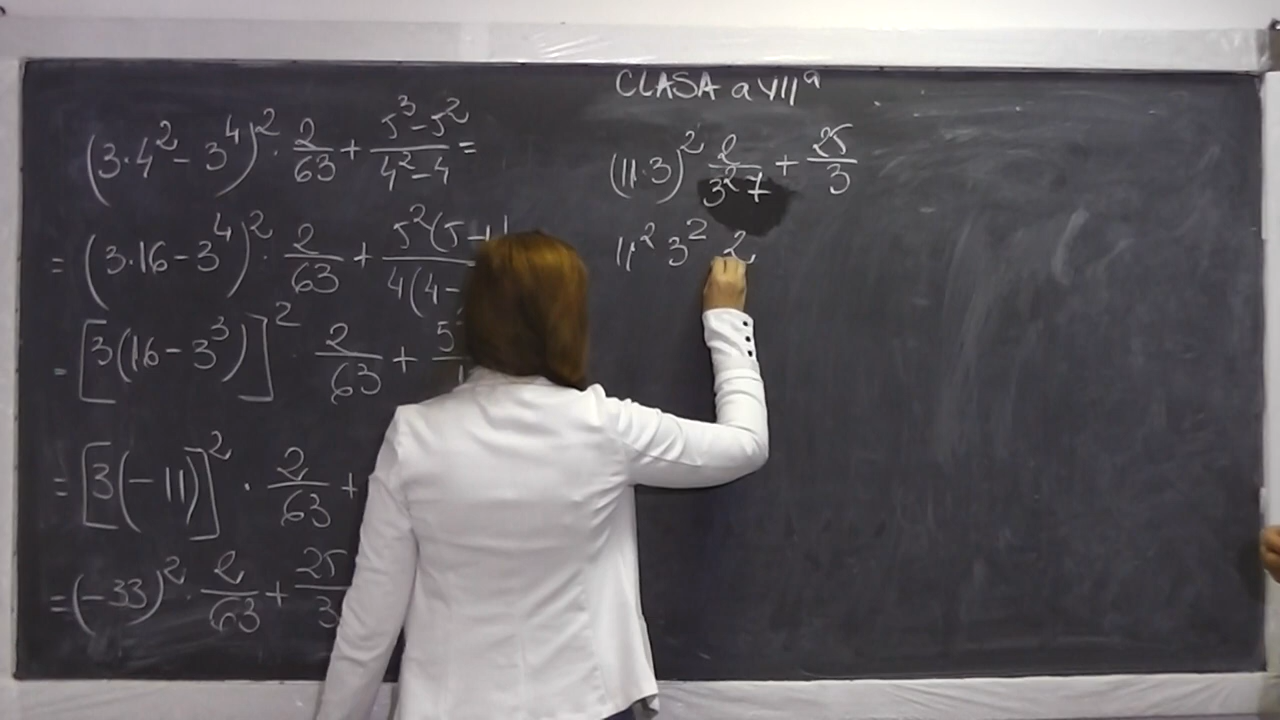 (3·4² - 3⁴)² · 2/63 + (5³ - 5²)/(4² - 4) =
= (3·16 - 3⁴)² · 2/63 + 5²(5-1
4(4-
= [3(16 - 3³)]² 2/63 + 5
= [3(-11)]² · 2/63 +
= (-33)² · 2/63 + 25/3
CLASA a VII ᵃ
(11·3)² 2/(3² 7) + 25/3
11² 3² 2